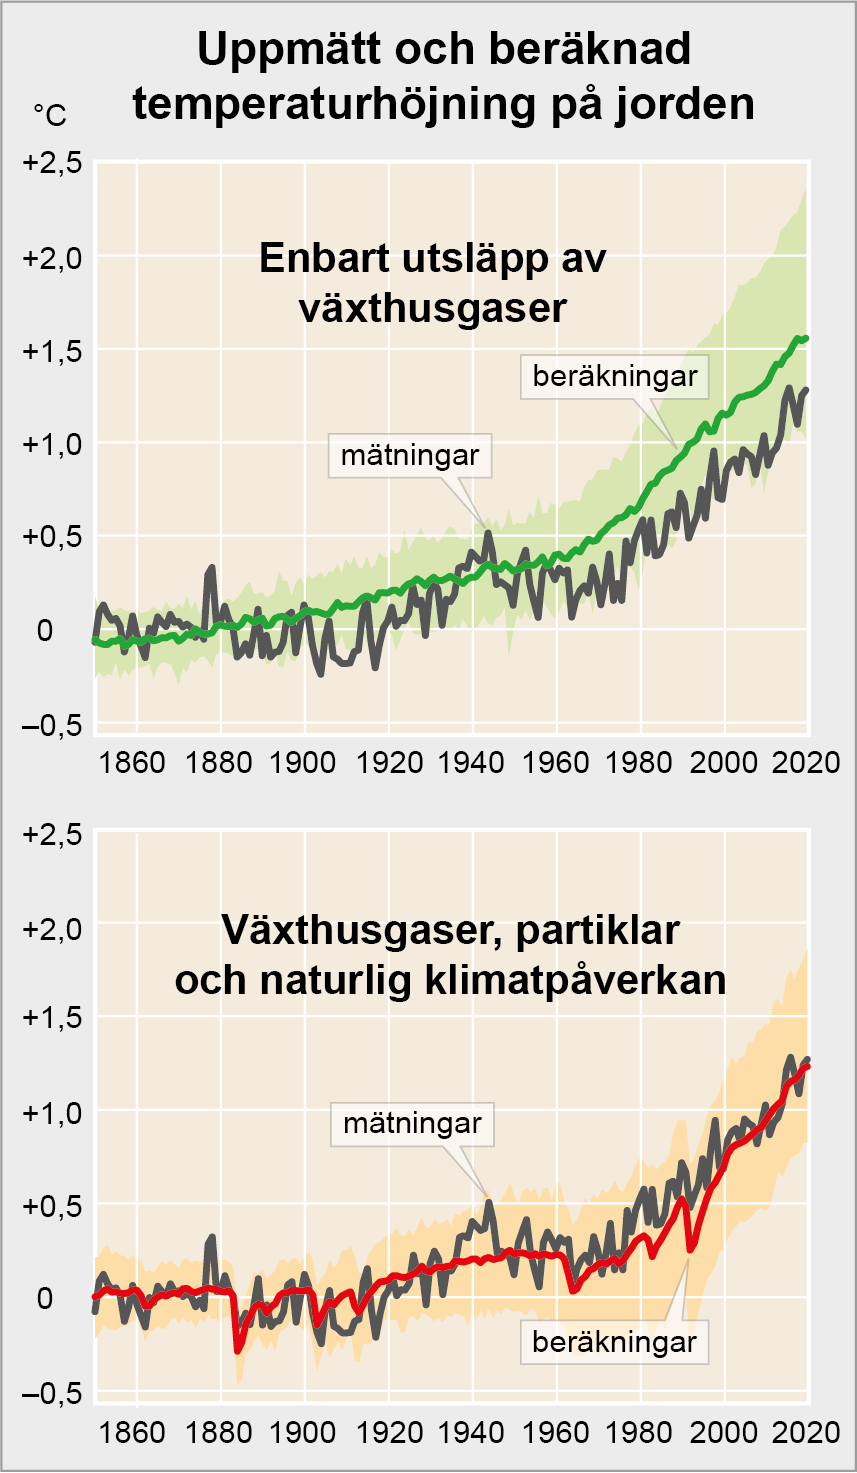 Uppmätt och beräknad
temperaturhöjning på jorden
°C
+2,5
+2,0
+1,5
+1,0
+0,5
0
–0,5
Enbart utsläpp av
växthusgaser
beräkningar
mätningar
1860 1880 1900 1920 1940 1960 1980 2000 2020
+2,5
+2,0
+1,5
+1,0
+0,5
0
–0,5
Växthusgaser, partiklar
och naturlig klimatpåverkan
mätningar
beräkningar
1860 1880 1900 1920 1940 1960 1980 2000 2020